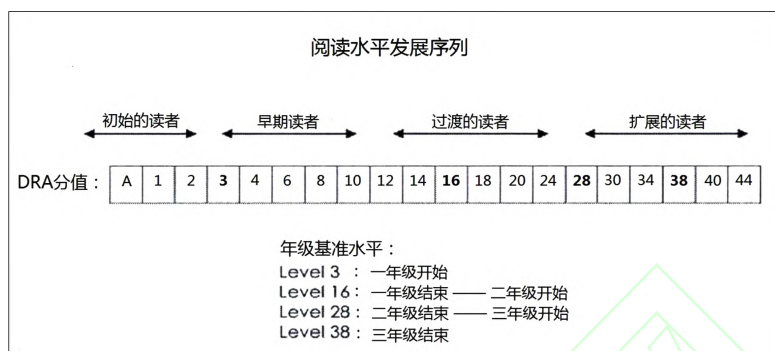 阅读水平发展序列
初始的读者 早期读者 过渡的读者 扩展的读者
DRA分值： A 1 2 3 4 6 8 10 12 14 16 18 20 24 28 30 34 38 40 44
年级基准水平：
Level 3 ： 一年级开始
Level 16： 一年级结束 —— 二年级开始
Level 28： 二年级结束 —— 三年级开始
Level 38： 三年级结束